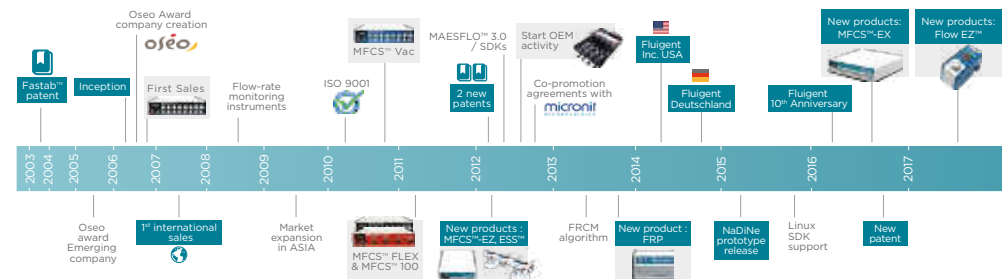 Oseo Award
company creation
oséo
Fastab™
patent
Inception
First Sales
Flow-rate
monitoring
instruments
ISO 9001
MFCS™ Vac
MAESFLO™ 3.0
/ SDKs
2 new
patents
Start OEM
activity
Co-promotion
agreements with
micronit
MICROFLUIDICS
Fluigent
Inc. USA
Fluigent
Deutschland
Fluigent
10th Anniversary
New products:
MFCS™-EX
New products:
Flow EZ™
2003
2004
2005
2006
2007
2008
2009
2010
2011
2012
2013
2014
2015
2016
2017
Oseo
award
Emerging
company
1st international
sales
Market
expansion
in ASIA
MFCS™ FLEX
& MFCS™ 100
New products :
MFCS™-EZ, ESS™
FRCM
algorithm
New product :
FRP
NaDiNe
prototype
release
Linux
SDK
support
New
patent